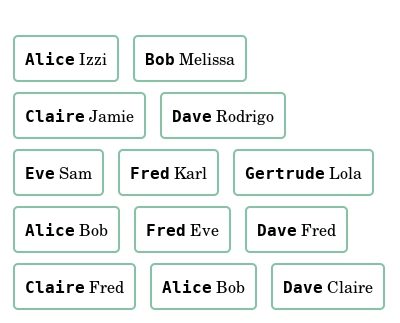 Alice Izzi Bob Melissa
Claire Jamie Dave Rodrigo
Eve Sam Fred Karl Gertrude Lola
Alice Bob Fred Eve Dave Fred
Claire Fred Alice Bob Dave Claire